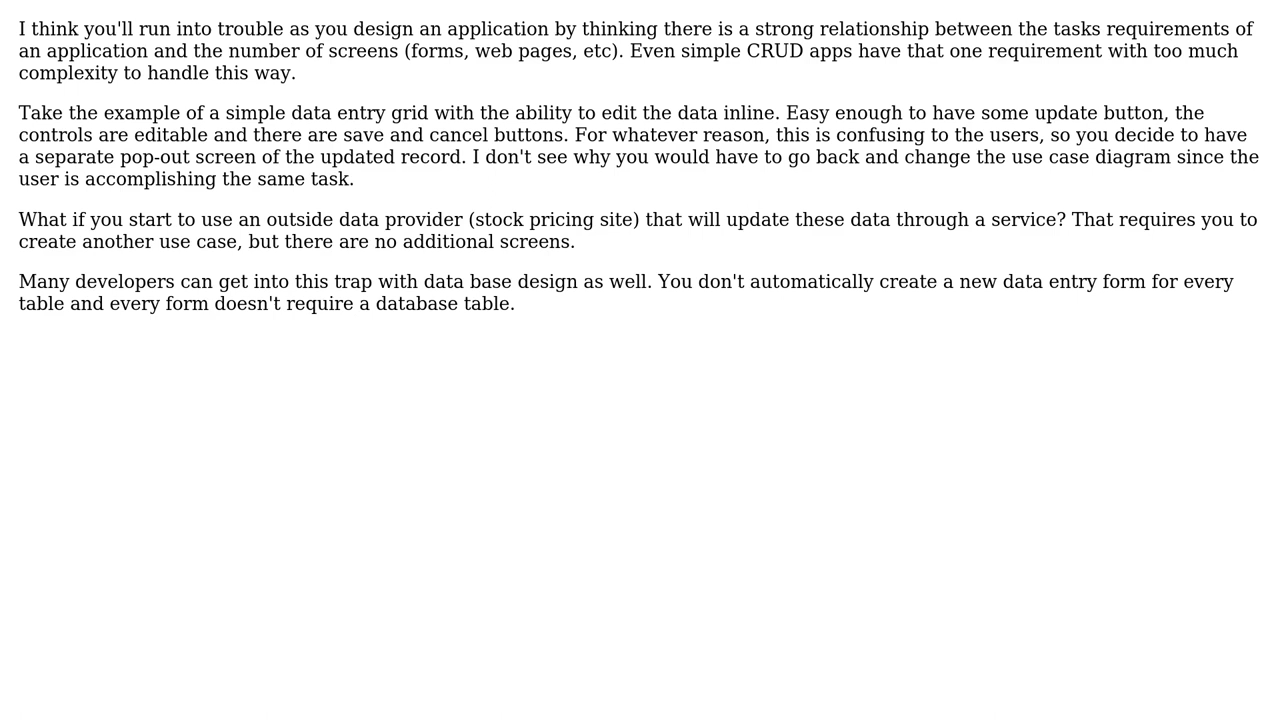 I think you'll run into trouble as you design an application by thinking there is a strong relationship between the tasks requirements of
an application and the number of screens (forms, web pages, etc). Even simple CRUD apps have that one requirement with too much
complexity to handle this way.
Take the example of a simple data entry grid with the ability to edit the data inline. Easy enough to have some update button, the
controls are editable and there are save and cancel buttons. For whatever reason, this is confusing to the users, so you decide to have
a separate pop-out screen of the updated record. I don't see why you would have to go back and change the use case diagram since the
user is accomplishing the same task.
What if you start to use an outside data provider (stock pricing site) that will update these data through a service? That requires you to
create another use case, but there are no additional screens.
Many developers can get into this trap with data base design as well. You don't automatically create a new data entry form for every
table and every form doesn't require a database table.